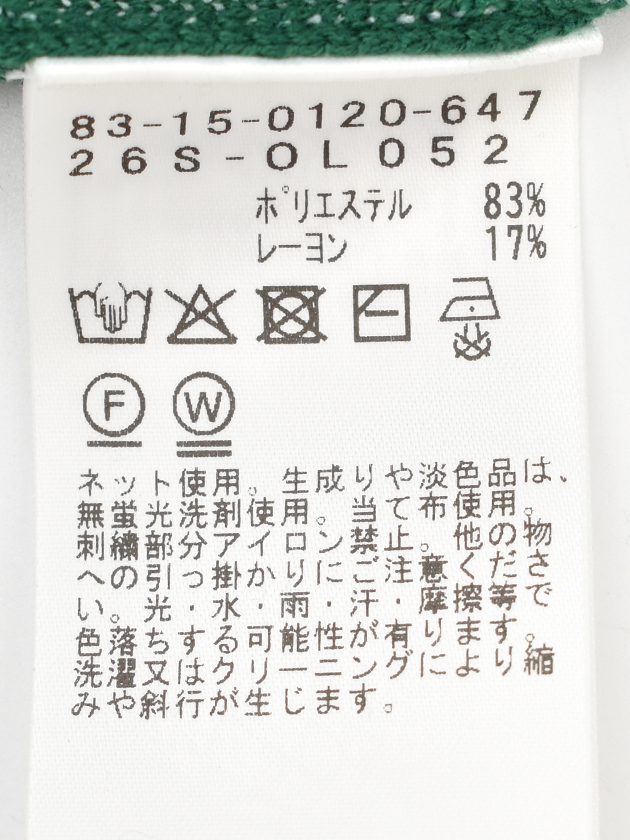 83-15-0120-647
26S-OL052
ポリエステル 83%
レーヨン 17%
F W
ネット使用。生成りや淡色品は、
無蛍光洗剤使用。当て布使用。
刺繍部分アイロン禁止。他の物
への引っ掛かりにご注意くださ
い。光・水・雨・汗・摩擦等で
色落ちする可能性が有ります。
洗濯又はクリーニングにより縮
みや斜行が生じます。